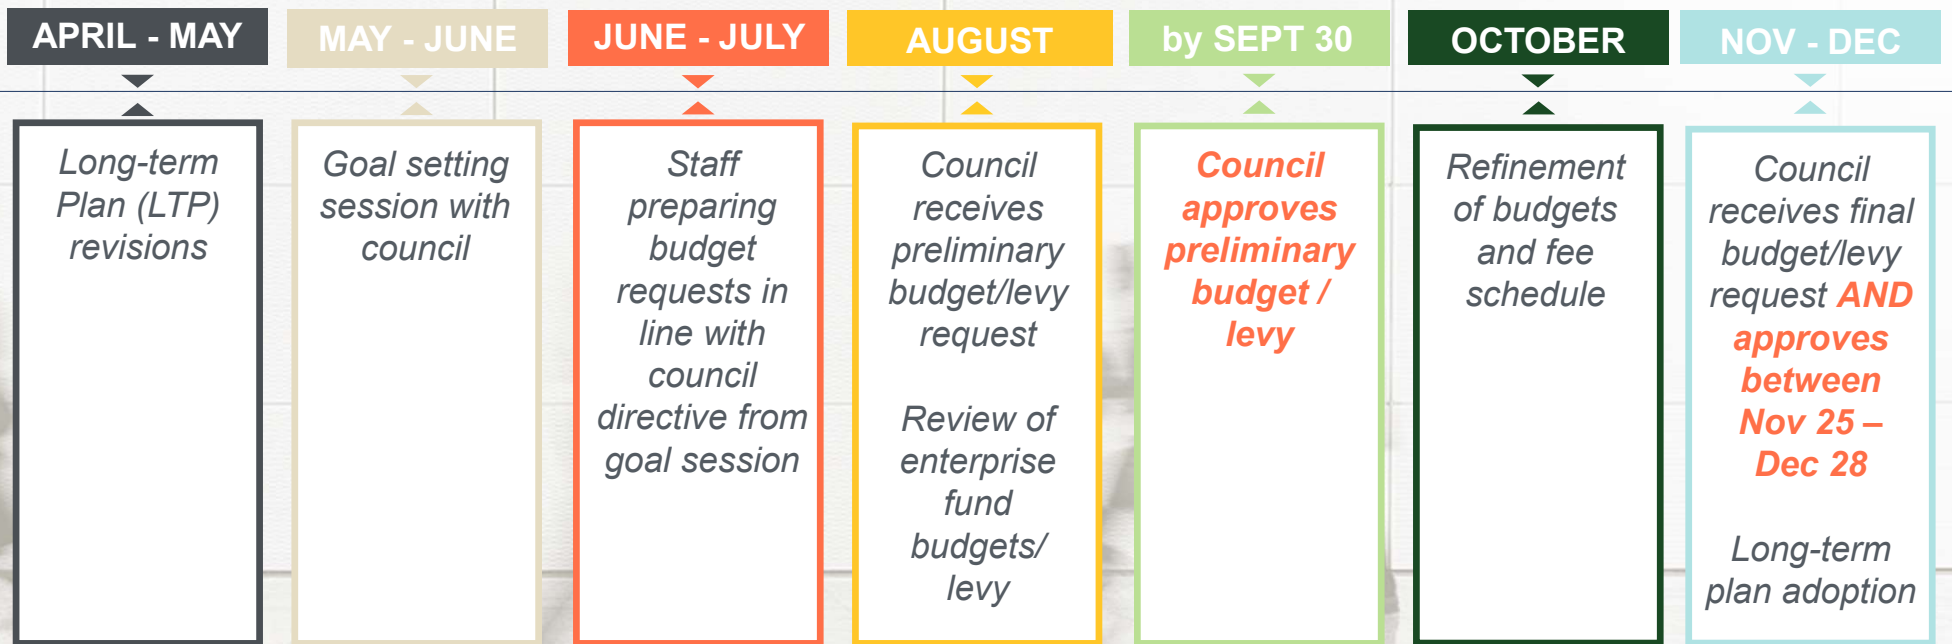 APRIL - MAY
Long-term
Plan (LTP)
revisions
MAY - JUNE
Goal setting
session with
council
JUNE - JULY
Staff
preparing
budget
requests in
line with
council
directive from
goal session
AUGUST
Council
receives
preliminary
budget/levy
request
Review of
enterprise
fund
budgets/
levy
by SEPT 30
Council
approves
preliminary
budget /
levy
OCTOBER
Refinement
of budgets
and fee
schedule
NOV - DEC
Council
receives final
budget/levy
request AND
approves
between
Nov 25 –
Dec 28
Long-term
plan adoption